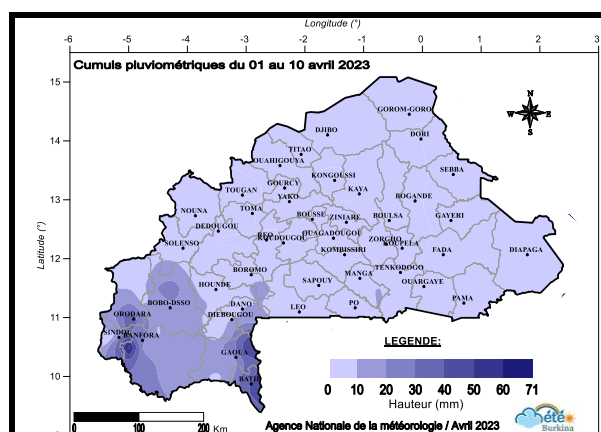 Longitude (°)
-6 -5 -4 -3 -2 -1 0 1 2 3
Cumuls pluviométriques du 01 au 10 avril 2023
15
14
13
12
11
10
Latitude (°)
N
W E
S
GOROM-GORO
DJIBO
DORI
TITAO
OUAHIGOUYA
SEBBA
KONGOUSSI
GOURCY
TOUGAN
KAYA
YAKO
BOGANDE
NOUNA
TOMA
BOUSSE
ZINIARE
BOULSA
GAYERI
DEDOUGOU
REO
KOUDOUGOU
OUAGADOUGOU
ZORGHO
KOUPELA
SOLENSO
KOMBISSIRI
FADA
DIAPAGA
BOROMO
MANGA
TENKODOGO
HOUNDE
SAPOUY
OUARGAYE
BOBO-DSSO
DANO
LEO
PO
PAMA
ORODARA
DIEBOUGOU
SINDOU
BANFORA
GAOUA
BATIE
LEGENDE:
0 10 20 30 40 50 60 71
Hauteur (mm)
0 100 200 Km
Agence Nationale de la météorologie / Avril 2023
météo
Burkina